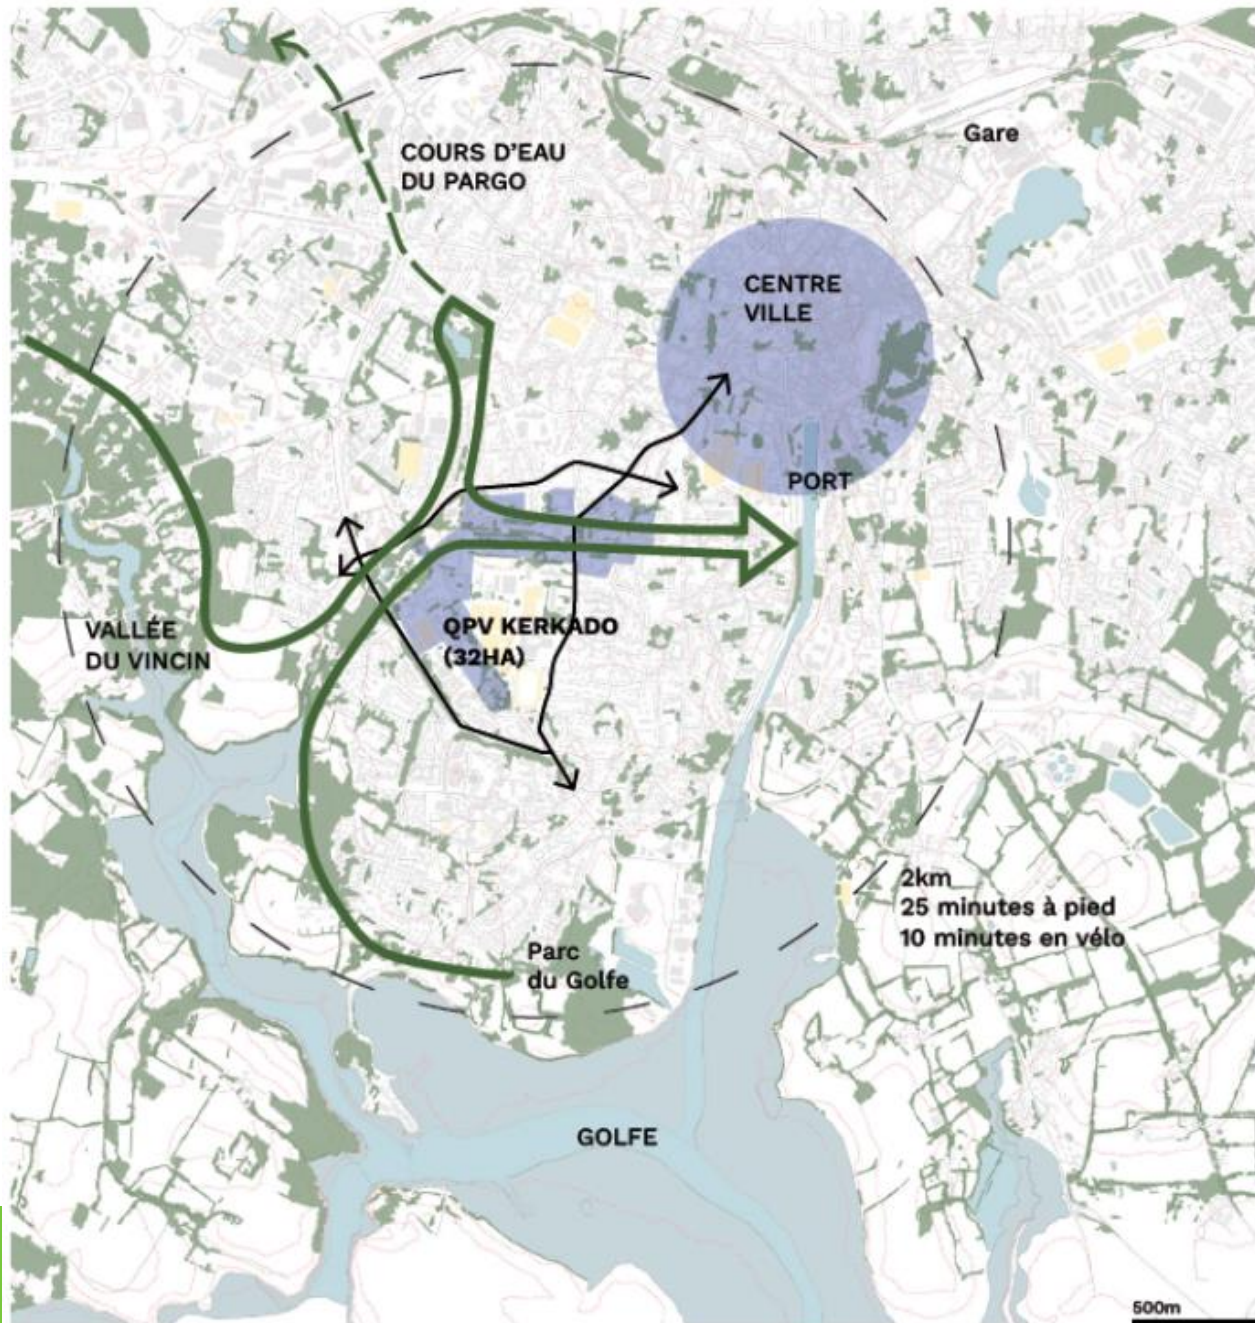 Gare
COURS D'EAU
DU PARGO
CENTRE
VILLE
PORT
QPV KERKADO
(32HA)
VALLÉE
DU VINCIN
2km
25 minutes à pied
10 minutes en vélo
Parc
du Golfe
GOLFE
500m